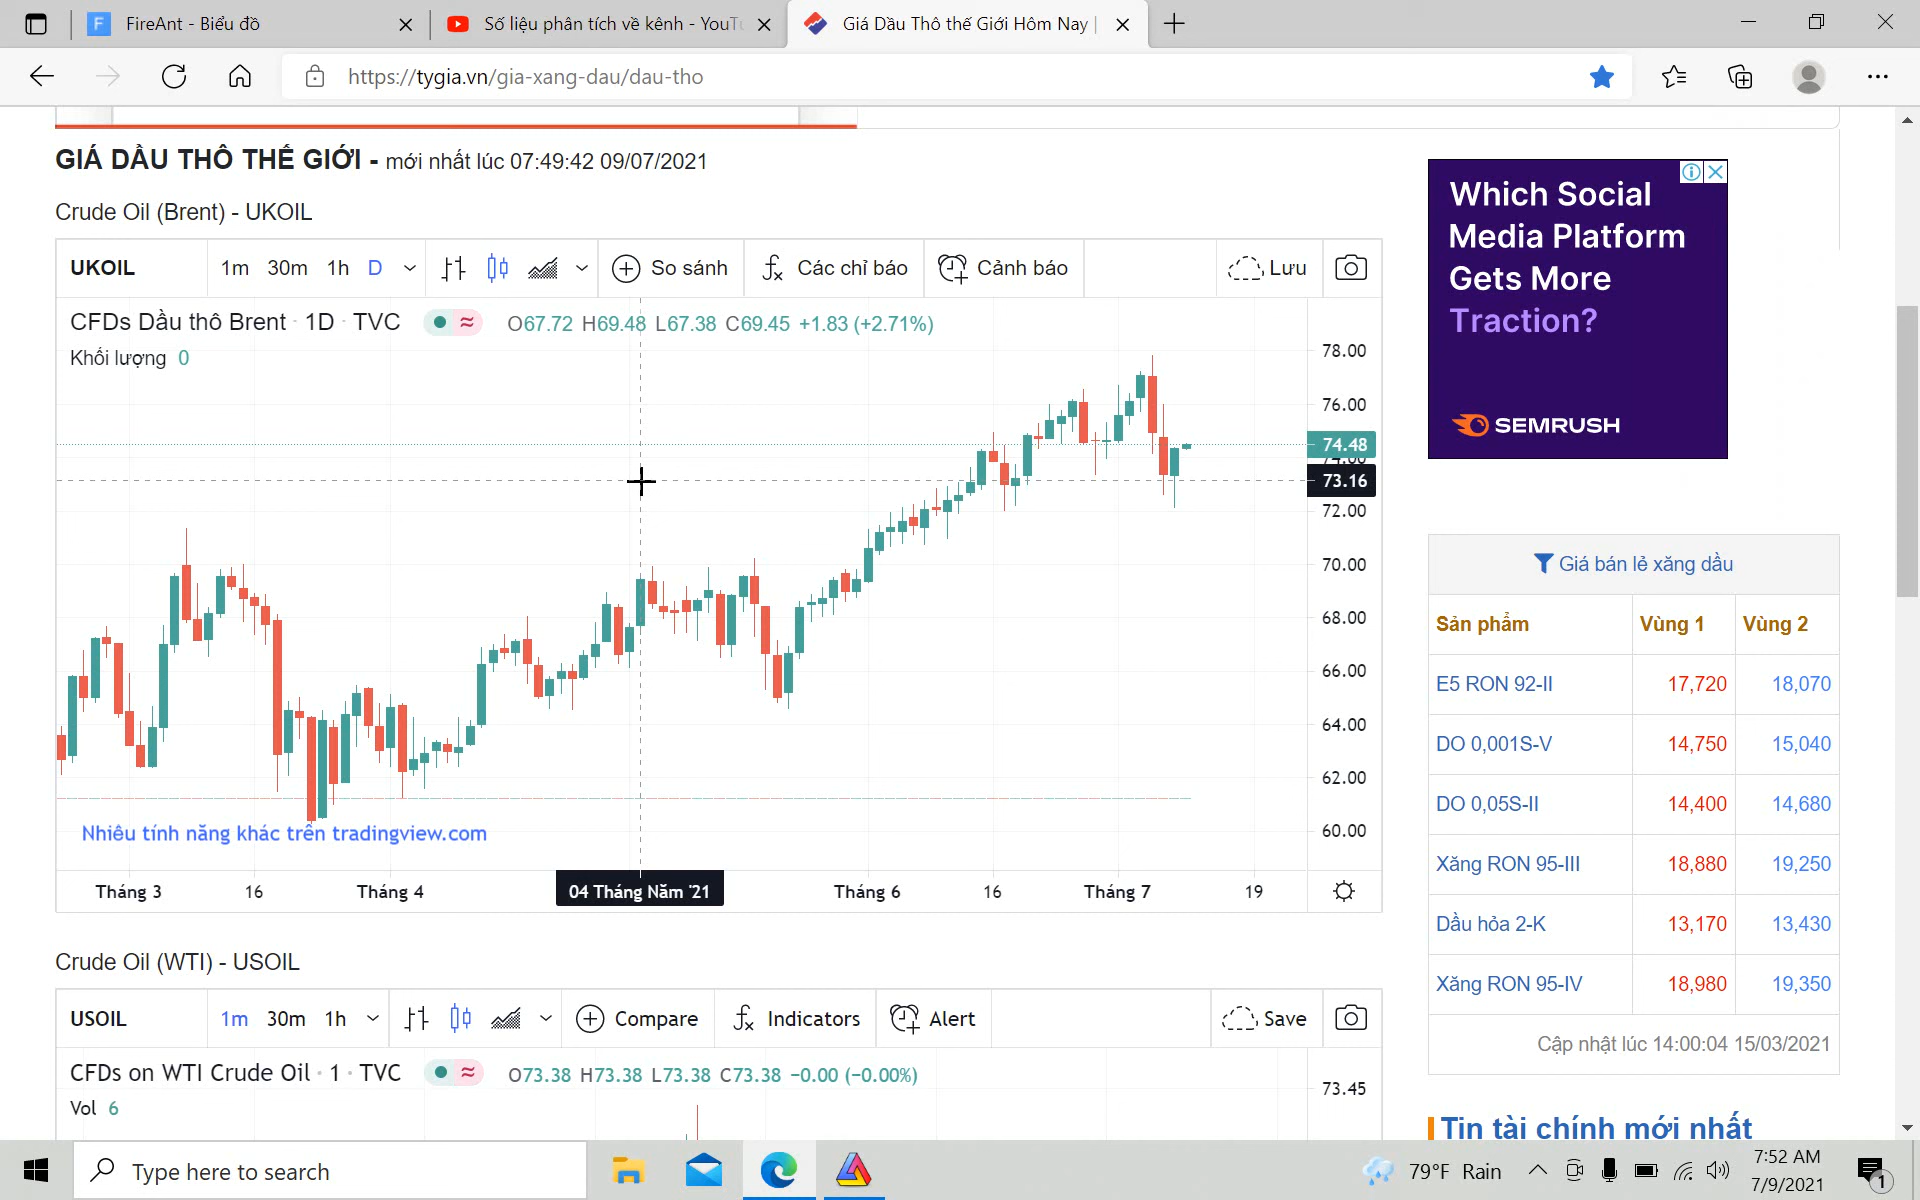 FireAnt - Biểu đồ
Số liệu phân tích về kênh - YouTu
Giá Dầu Thô thế Giới Hôm Nay |
https://tygia.vn/gia-xang-dau/dau-tho
GIÁ DẦU THÔ THẾ GIỚI - mới nhất lúc 07:49:42 09/07/2021
Crude Oil (Brent) - UKOIL
UKOIL 1m 30m 1h D So sánh Các chỉ báo Cảnh báo Lưu
CFDs Dầu thô Brent · 1D · TVC O67.72 H69.48 L67.38 C69.45 +1.83 (+2.71%)
Khối lượng 0
78.00
76.00
74.48
74.00
73.16
72.00
70.00
68.00
66.00
64.00
62.00
60.00
Nhiều tính năng khác trên tradingview.com
Tháng 3 16 Tháng 4 04 Tháng Năm '21 Tháng 6 16 Tháng 7 19
Crude Oil (WTI) - USOIL
USOIL 1m 30m 1h Compare Indicators Alert Save
CFDs on WTI Crude Oil · 1 · TVC O73.38 H73.38 L73.38 C73.38 −0.00 (−0.00%)
Vol 6
73.45
Which Social
Media Platform
Gets More
Traction?
SEMRUSH
Giá bán lẻ xăng dầu
Sản phẩm Vùng 1 Vùng 2
E5 RON 92-II 17,720 18,070
DO 0,001S-V 14,750 15,040
DO 0,05S-II 14,400 14,680
Xăng RON 95-III 18,880 19,250
Dầu hỏa 2-K 13,170 13,430
Xăng RON 95-IV 18,980 19,350
Cập nhật lúc 14:00:04 15/03/2021
Tin tài chính mới nhất
Type here to search
79°F Rain
7:52 AM
7/9/2021
1